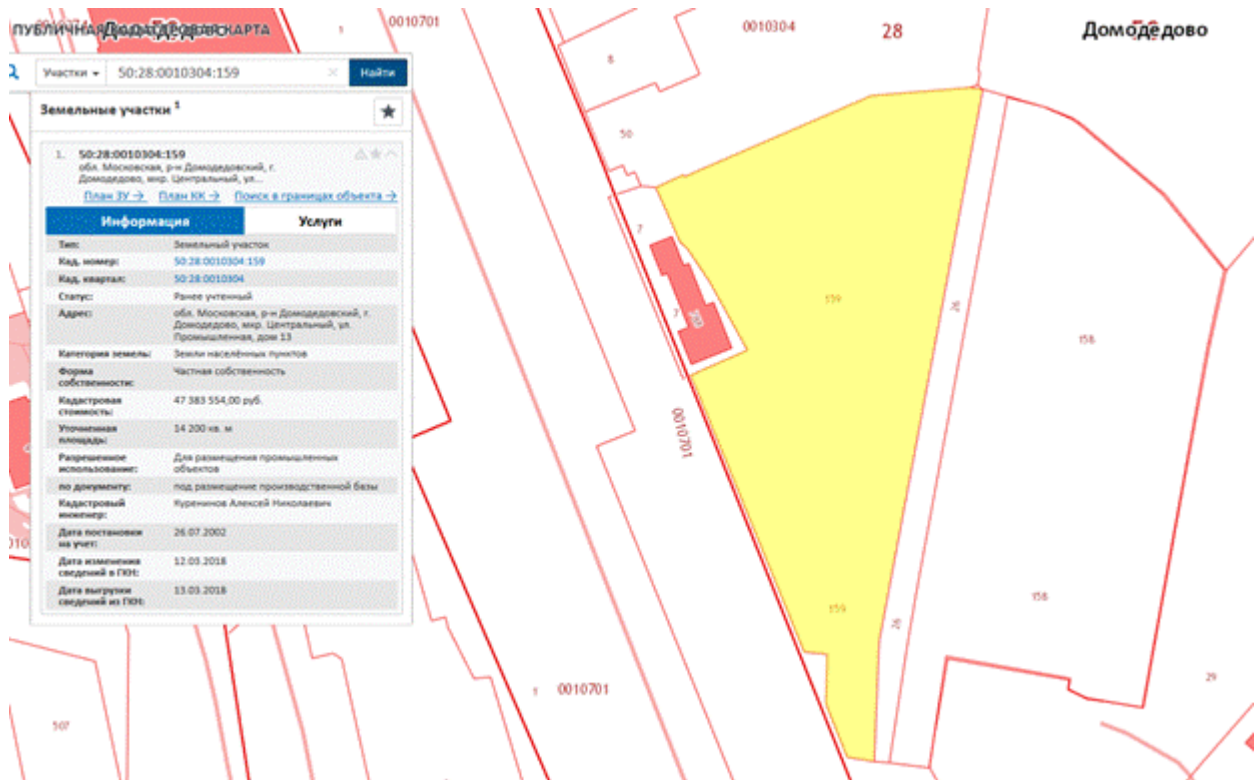 ПУБЛИЧНАЯ КАДАСТРОВАЯ КАРТА
Домодедово
1
0010701
0010304
28
Домодедово
Участки
50:28:0010304:159
Найти
Земельные участки 1
1. 50:28:0010304:159
обл. Московская, р-н Домодедовский, г.
Домодедово, мкр. Центральный, ул...
План ЗУ → План КК → Поиск в границах объекта →
Информация
Услуги
Тип: Земельный участок
Кад. номер: 50:28:0010304:159
Кад. квартал: 50:28:0010304
Статус: Ранее учтенный
Адрес: обл. Московская, р-н Домодедовский, г.
Домодедово, мкр. Центральный, ул.
Промышленная, дом 13
Категория земель: Земли населённых пунктов
Форма собственности: Частная собственность
Кадастровая стоимость: 47 383 554,00 руб.
Уточненная площадь: 14 200 кв. м
Разрешенное использование: Для размещения промышленных
объектов
по документу: под размещение производственной базы
Кадастровый инженер: Куренинов Алексей Николаевич
Дата постановки на учет: 26.07.2002
Дата изменения сведений в ГКН: 12.03.2018
Дата выгрузки сведений из ГКН: 13.03.2018
8
50
7
7
159
26
158
0010701
159
26
158
29
1 0010701
507